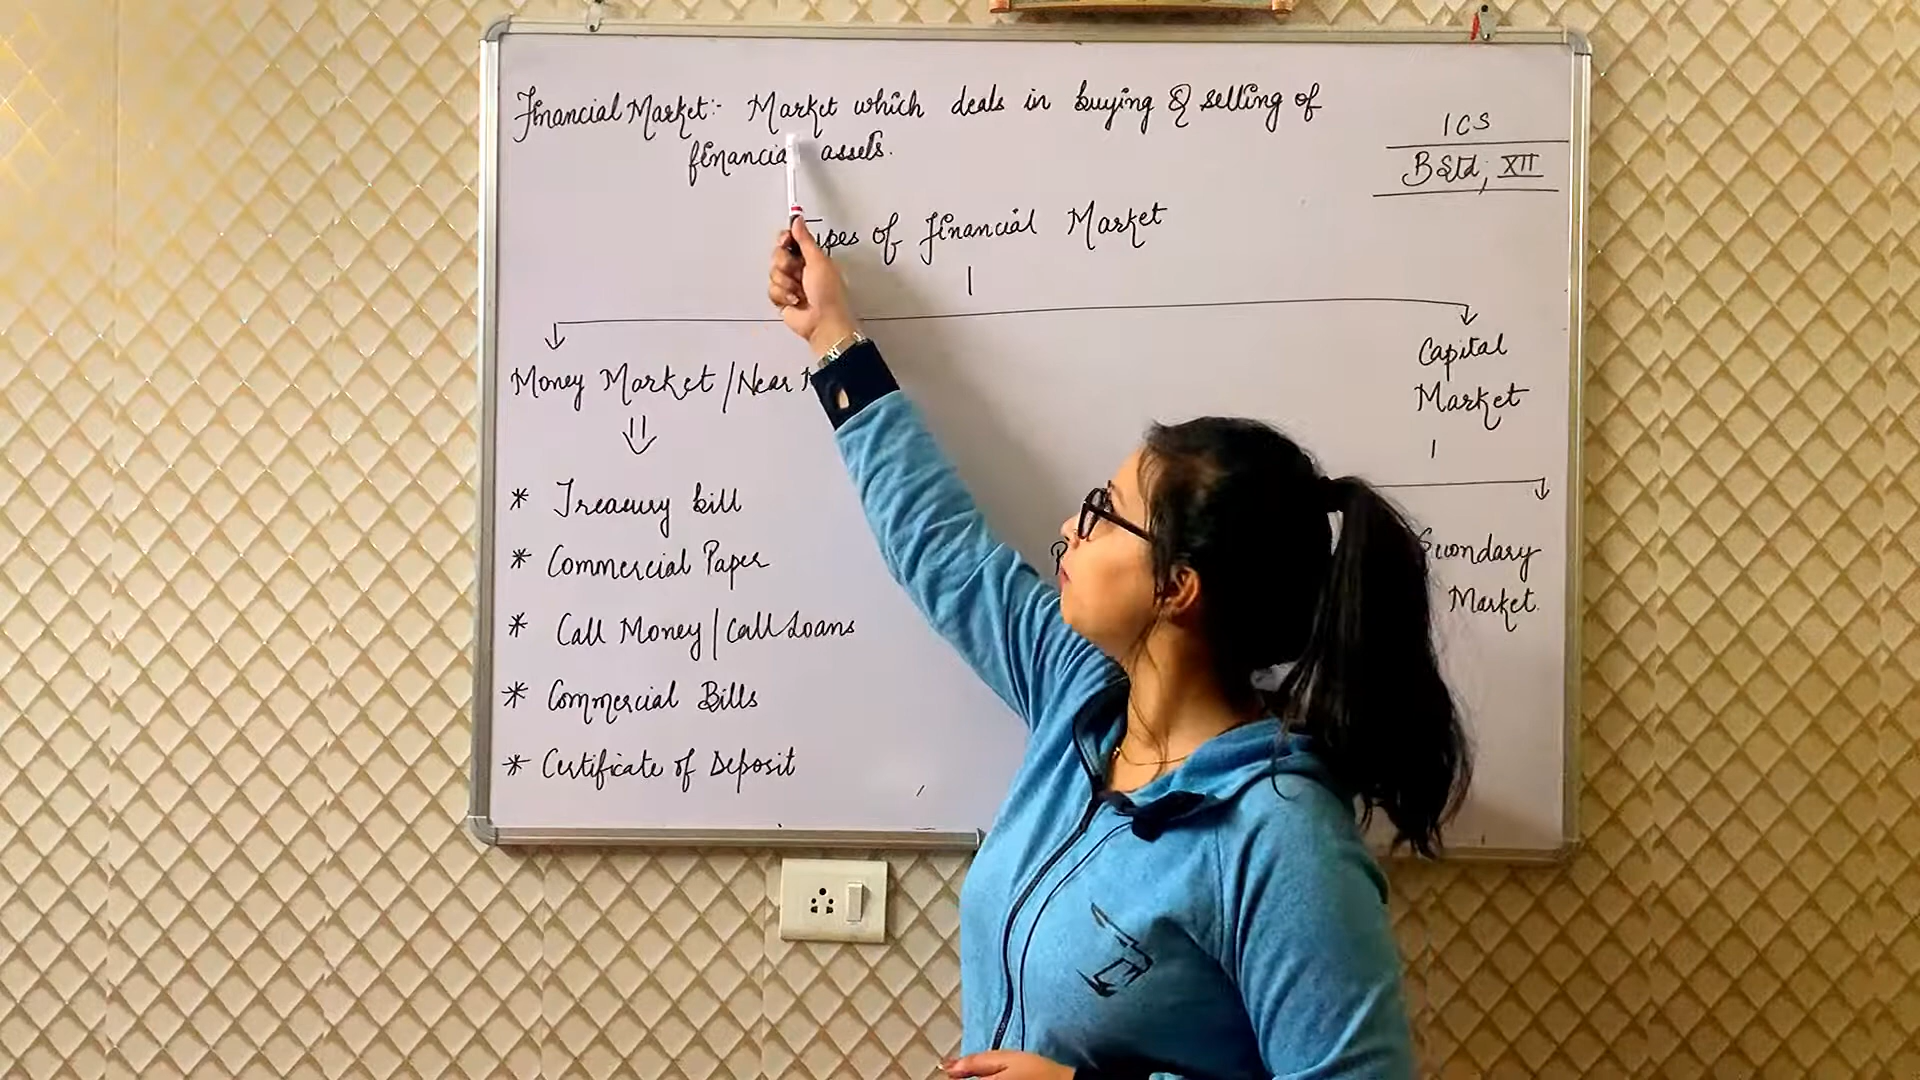 Financial Market:- Market which deals in buying & selling of
financial assets.
ICS
B.Std, XII
Types of Financial Market
Money Market / Near
Capital
Market
* Treasury bill
* Commercial Paper
* Call Money / Call Loans
* Commercial Bills
* Certificate of Deposit
Secondary
Market.